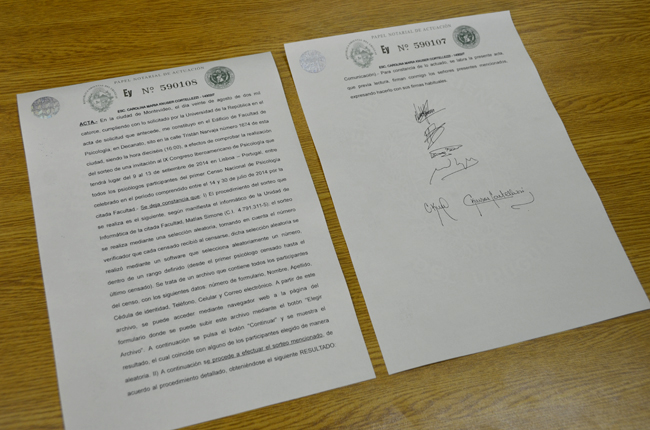 PAPEL NOTARIAL DE ACTUACIÓN
Ey Nº 590108
ESC. CAROLINA MARIA
ACTA.- En la ciudad de Montevideo, el día veinte de agosto de dos mil
catorce, cumpliendo con lo solicitado por la Universidad de la República en el
acta de solicitud que antecede, me constituyo en el Edificio de Facultad de
Psicología, en Decanato, sito en la calle Tristán Narvaja número 1674 de esta
ciudad, siendo la hora dieciséis (16.00), a efectos de comprobar la realización
del sorteo de una invitación al IX Congreso Iberoamericano de Psicología que
tendrá lugar del 9 al 13 de setiembre de 2014 en Lisboa – Portugal, entre
todos los psicólogos participantes del primer Censo Nacional de Psicología
celebrado en el período comprendido entre el 14 y 30 de julio de 2014 por la
citada Facultad.- Se deja constancia que: I) El procedimiento del sorteo que
se realiza es el siguiente, según manifiesta el informático de la Unidad de
Informática de la citada Facultad, Matías Simone (C.I. 4.791.311-5), el sorteo
se realiza mediante una selección aleatoria, tomando en cuenta el número
verificador que cada censado recibió al censarse, dicha selección aleatoria se
realizó mediante un software que selecciona aleatoriamente un número,
dentro de un rango definido (desde el primer psicólogo censado hasta el
último censado). Se trata de un archivo que contiene todos los participantes
del censo, con los siguientes datos: número de formulario, Nombre, Apellido,
Cédula de identidad, Teléfono, Celular y Correo electrónico. A partir de este
archivo, se puede acceder mediante navegador web a la página del
formulario donde se puede subir este archivo mediante el botón "Elegir
Archivo". A continuación se pulsa el botón "Continuar" y se muestra el
resultado, el cual coincide con alguno de los participantes elegido de manera
aleatoria. II) A continuación se procede a efectuar el sorteo mencionado, de
acuerdo al procedimiento detallado, obteniéndose el siguiente RESULTADO.
PAPEL NOTARIAL DE ACTUACIÓN
Ey Nº 590107
ESC. CAROLINA MARIA
Comunicación).- Para constancia de lo actuado, se labra la presente acta,
que previa lectura, firman conmigo los señores presentes mencionados,
expresando hacerlo con sus firmas habituales.